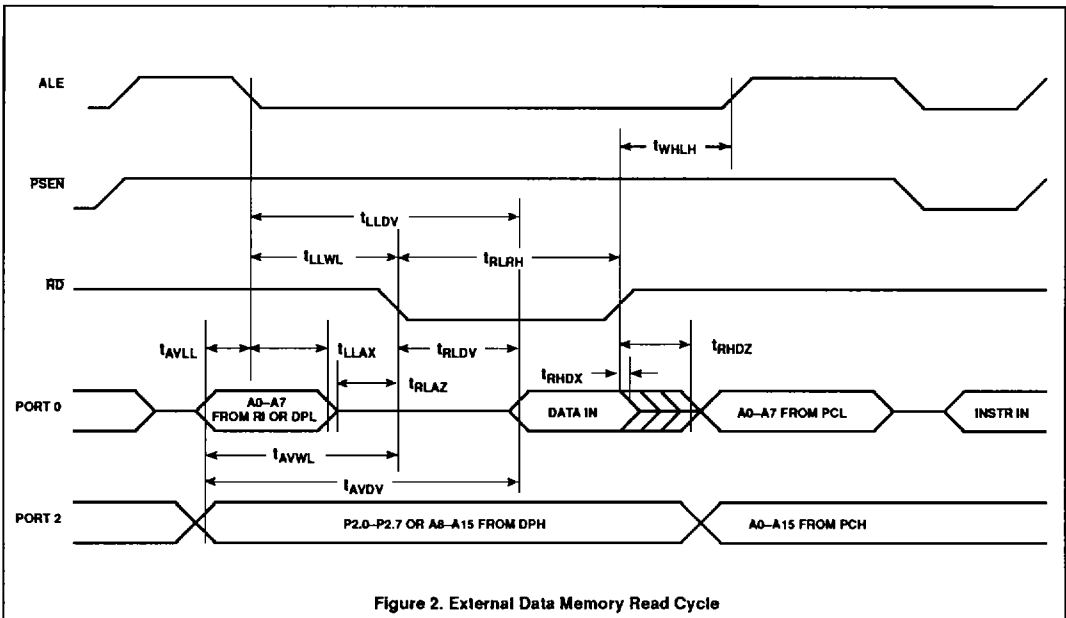 ALE
tWHLH
PSEN
tLLDV
tLLWL
tRLRH
RD
tAVLL
tLLAX
tRLDV
tRHDZ
tRLAZ
tRHDX
PORT 0
A0–A7
FROM RI OR DPL
DATA IN
A0–A7 FROM PCL
INSTR IN
tAVWL
tAVDV
PORT 2
P2.0–P2.7 OR A8–A15 FROM DPH
A0–A15 FROM PCH
Figure 2. External Data Memory Read Cycle